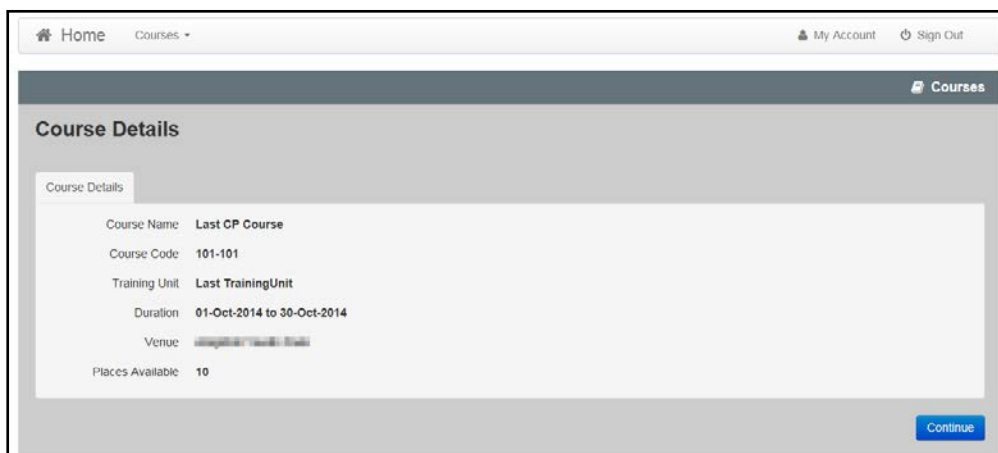 Home Courses My Account Sign Out
Courses
Course Details
Course Details
Course Name Last CP Course
Course Code 101-101
Training Unit Last TrainingUnit
Duration 01-Oct-2014 to 30-Oct-2014
Venue
Places Available 10
Continue